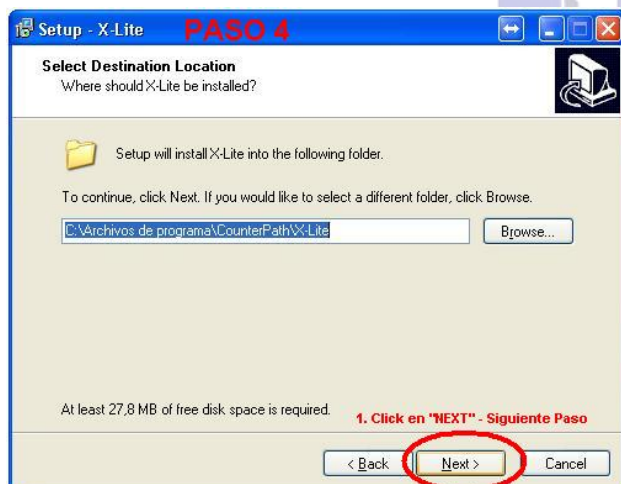 Setup - X-Lite PASO 4
Select Destination Location
Where should X-Lite be installed?
Setup will install X-Lite into the following folder.
To continue, click Next. If you would like to select a different folder, click Browse.
C:\Archivos de programa\CounterPath\X-Lite
Browse...
At least 27,8 MB of free disk space is required.
1. Click en "NEXT" - Siguiente Paso
< Back Next > Cancel